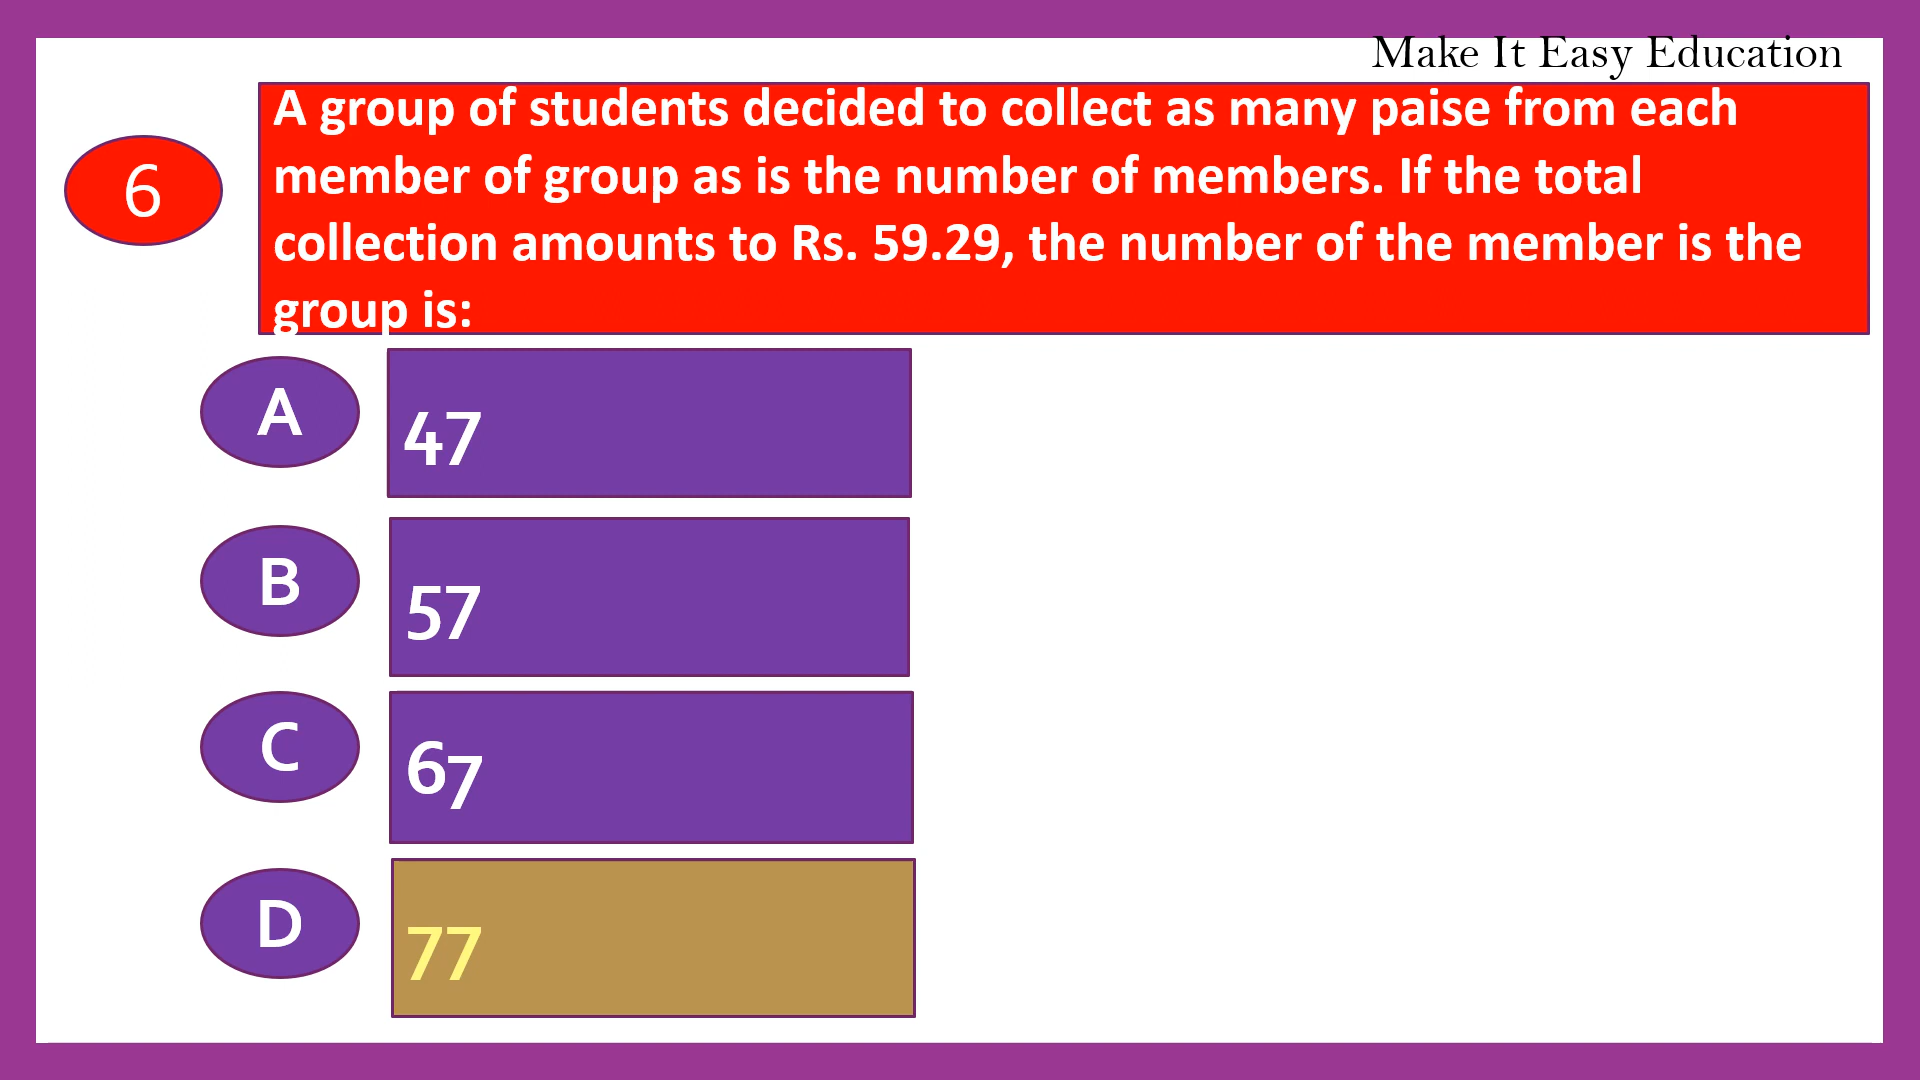 Make It Easy Education
6
A group of students decided to collect as many paise from each
member of group as is the number of members. If the total
collection amounts to Rs. 59.29, the number of the member is the
group is:
A
47
B
57
C
67
D
77